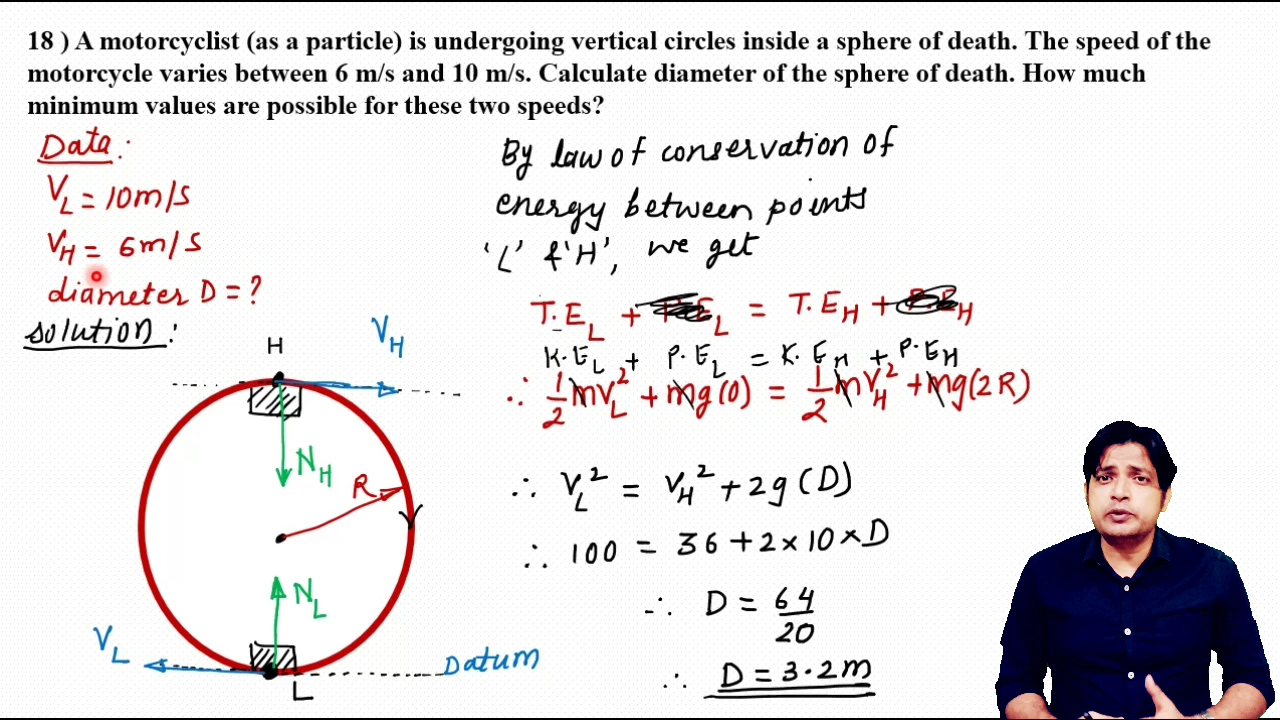 18 ) A motorcyclist (as a particle) is undergoing vertical circles inside a sphere of death. The speed of the
motorcycle varies between 6 m/s and 10 m/s. Calculate diameter of the sphere of death. How much
minimum values are possible for these two speeds?
Data:
V_L = 10m/s
V_H = 6m/s
diameter D = ?
solution:
H
V_H
N_H
R
N_L
V_L
L
Datum
By law of conservation of
energy between points
'L' & 'H', we get
T.E_L + E_L = T.E_H + E_H
K.E_L + P.E_L = K.E_H + P.E_H
∴ 1/2 mV_L² + mg(0) = 1/2 mV_H² + mg(2R)
∴ V_L² = V_H² + 2g(D)
∴ 100 = 36 + 2×10×D
∴ D = 64/20
∴ D = 3.2m